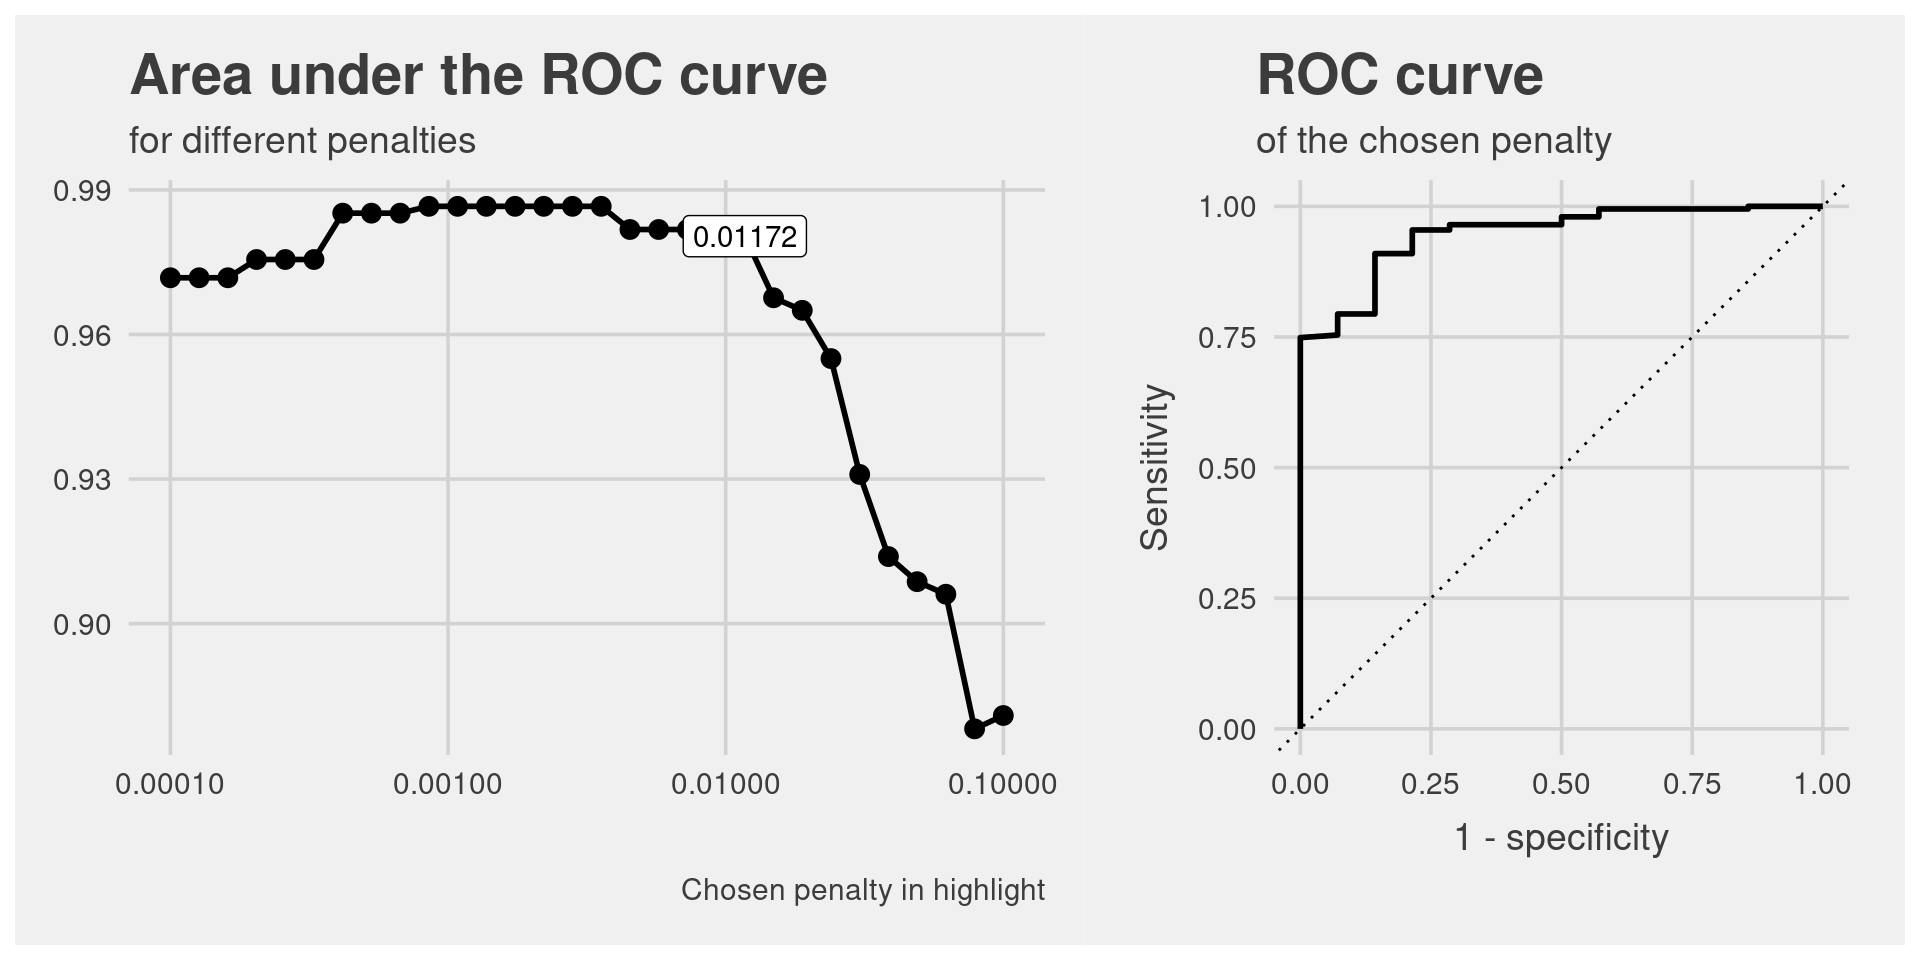 Area under the ROC curve
for different penalties
0.99
0.96
0.93
0.90
0.01172
0.00010 0.00100 0.01000 0.10000
Chosen penalty in highlight
ROC curve
of the chosen penalty
Sensitivity
1.00
0.75
0.50
0.25
0.00
0.00 0.25 0.50 0.75 1.00
1 - specificity